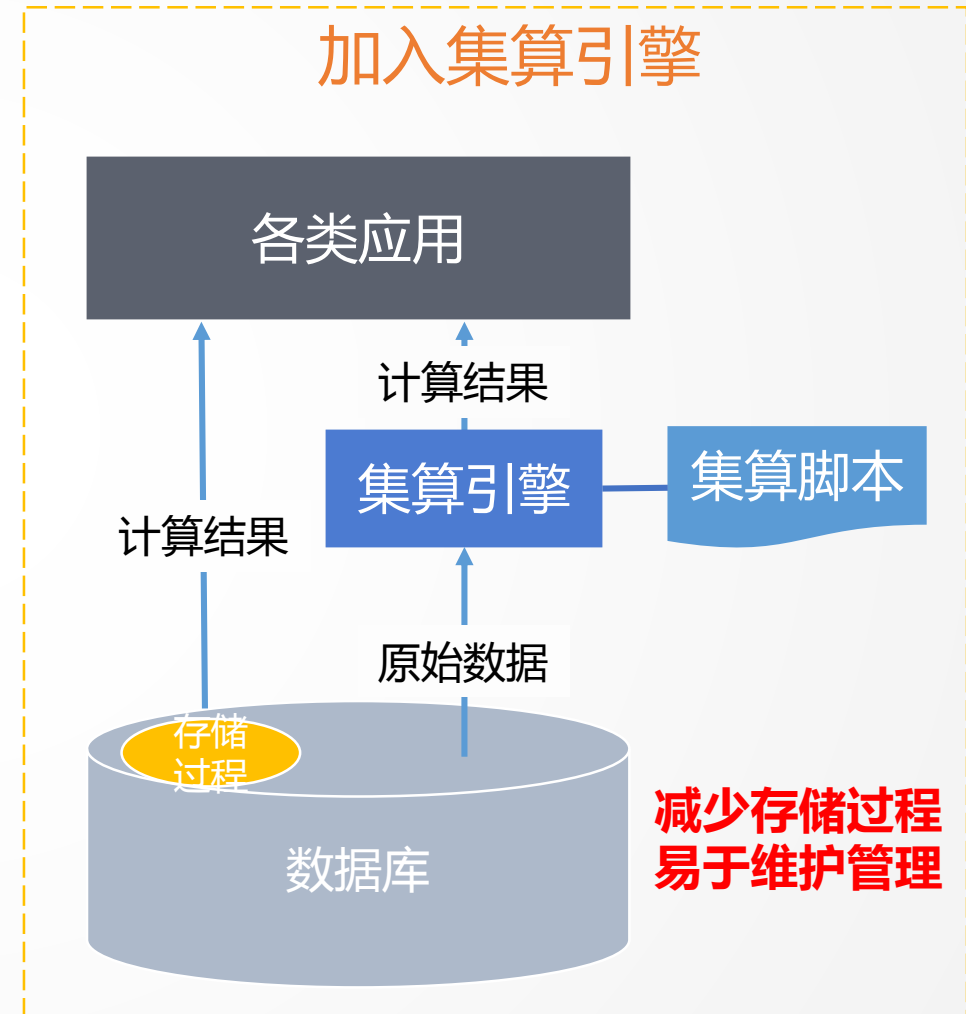 加入集算引擎
各类应用
计算结果
集算引擎
集算脚本
计算结果
原始数据
存储
过程
减少存储过程
易于维护管理
数据库